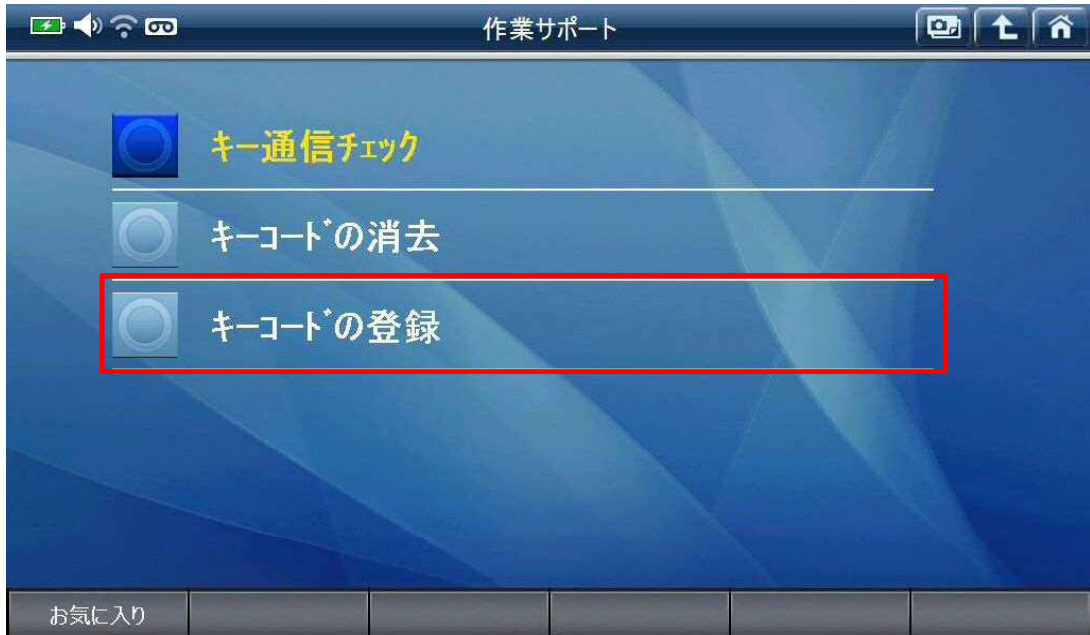 作業サポート
キー通信チェック
キーコードの消去
キーコードの登録
お気に入り